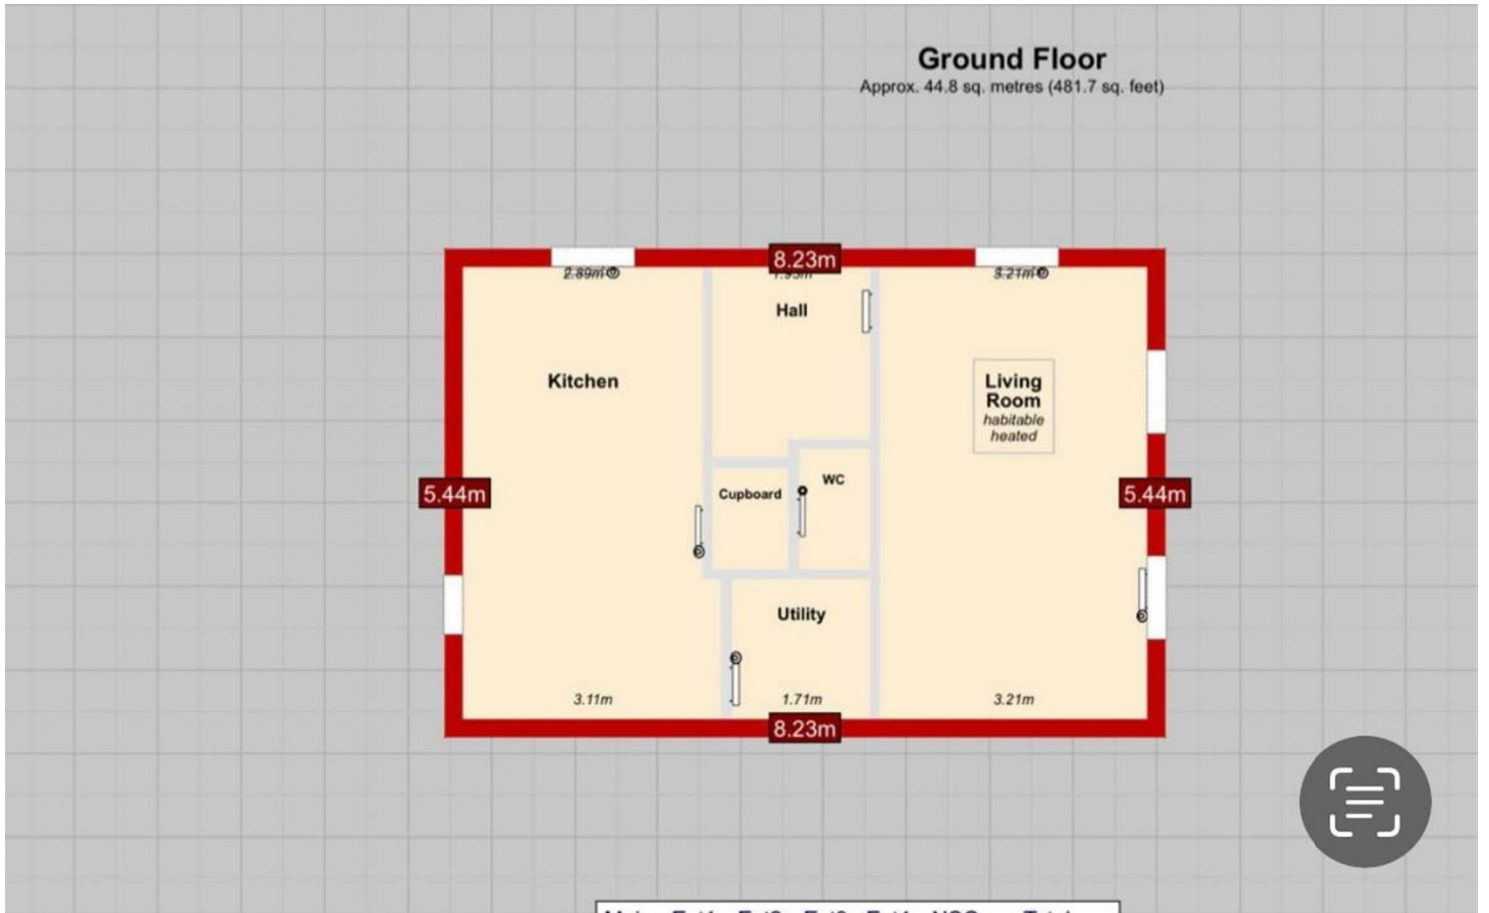 Ground Floor
Approx. 44.8 sq. metres (481.7 sq. feet)
8.23m
2.89m
1.95m
3.21m
Hall
Kitchen
Living
Room
habitable
heated
WC
Cupboard
5.44m
5.44m
Utility
3.11m
1.71m
3.21m
8.23m